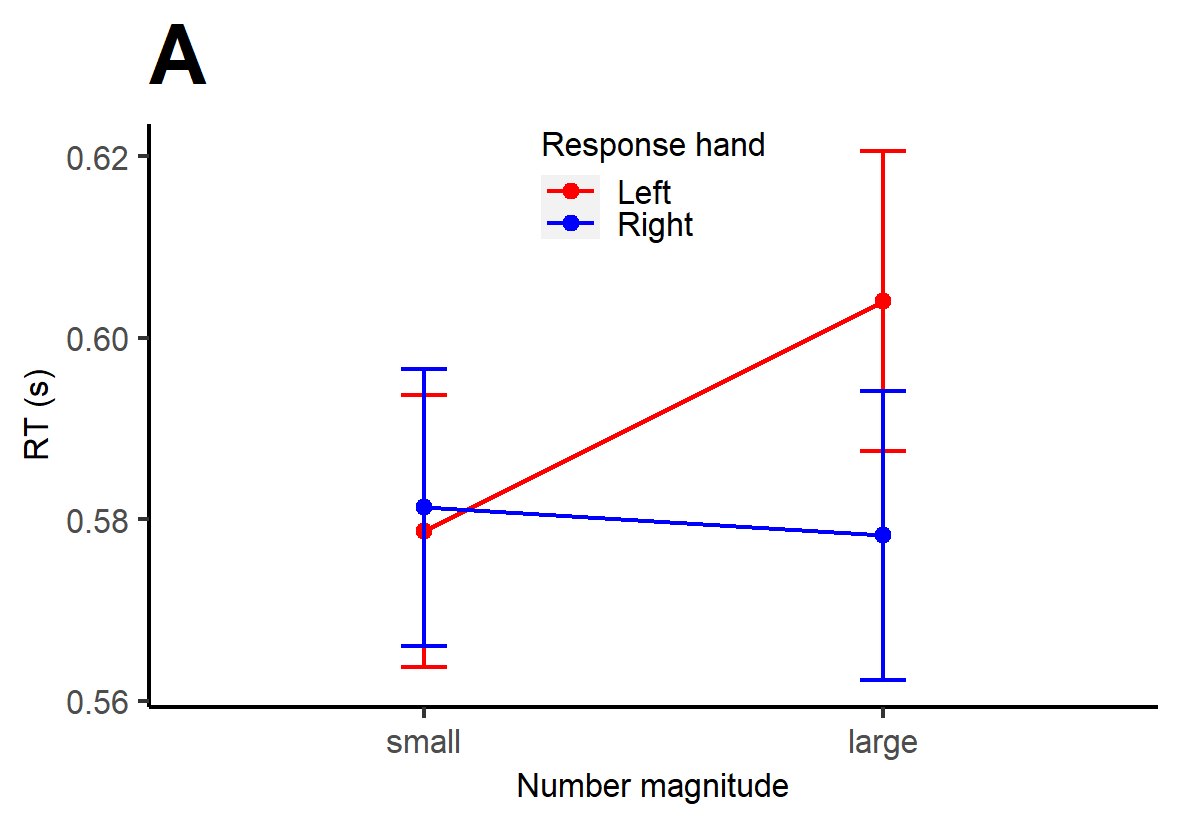 A
Response hand
Left
Right
0.62
0.60
0.58
0.56
RT (s)
small large
Number magnitude